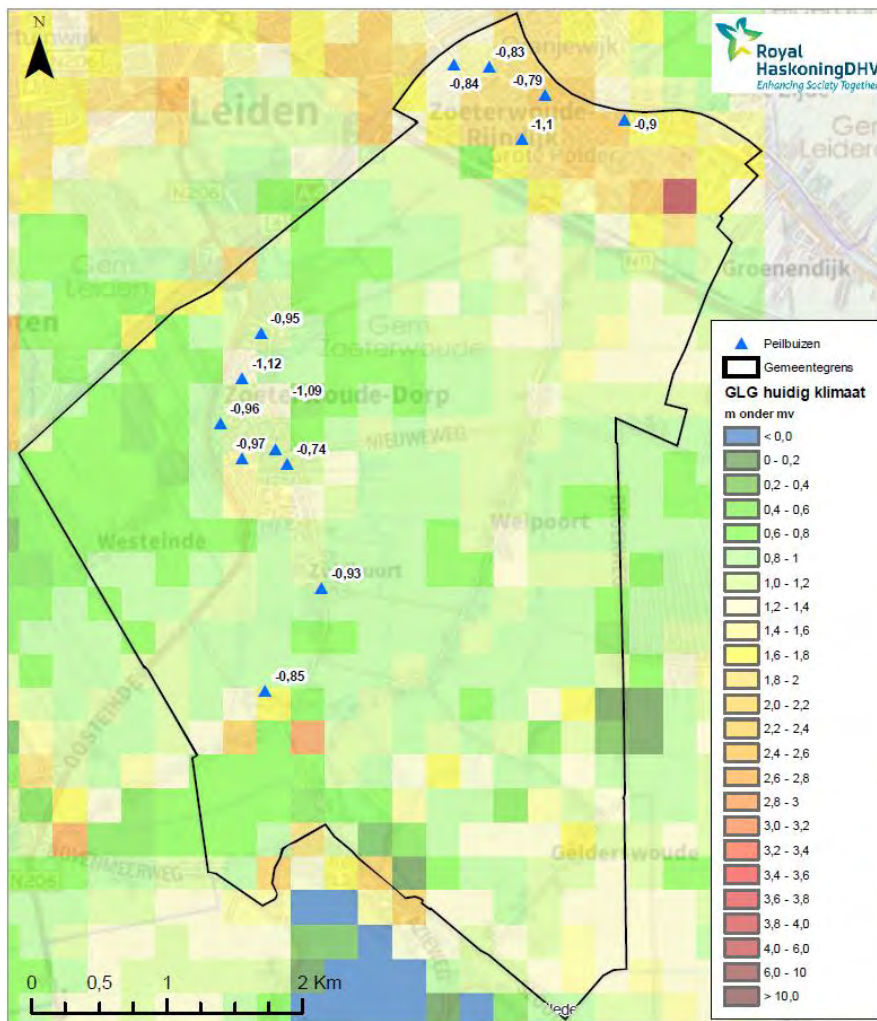 N
Royal
HaskoningDHV
Enhancing Society Together
Oranjewijk
N206
Leiden
Zoeterwoude-
Rijndijk
Grote Polder
-0,83
-0,84
-0,79
-1,1
-0,9
Gem
Leider
N206
Gem
Leiden
N11
Groenendijk
-0,95
Gem
Zoeterwoude
-1,12
-1,09
Zoeterwoude-Dorp
-0,96
NIEUWEWEG
-0,97
-0,74
Westeinde
Welpoort
Zuidbuurt
-0,93
-0,85
OOSTEINDE
Gelderswoude
N206
Peilbuizen
Gemeentegrens
GLG huidig klimaat
m onder mv
< 0,0
0 - 0,2
0,2 - 0,4
0,4 - 0,6
0,6 - 0,8
0,8 - 1
1,0 - 1,2
1,2 - 1,4
1,4 - 1,6
1,6 - 1,8
1,8 - 2
2,0 - 2,2
2,2 - 2,4
2,4 - 2,6
2,6 - 2,8
2,8 - 3
3,0 - 3,2
3,2 - 3,4
3,4 - 3,6
3,6 - 3,8
3,8 - 4,0
4,0 - 6,0
6,0 - 10
> 10,0
0 0,5 1 2 Km